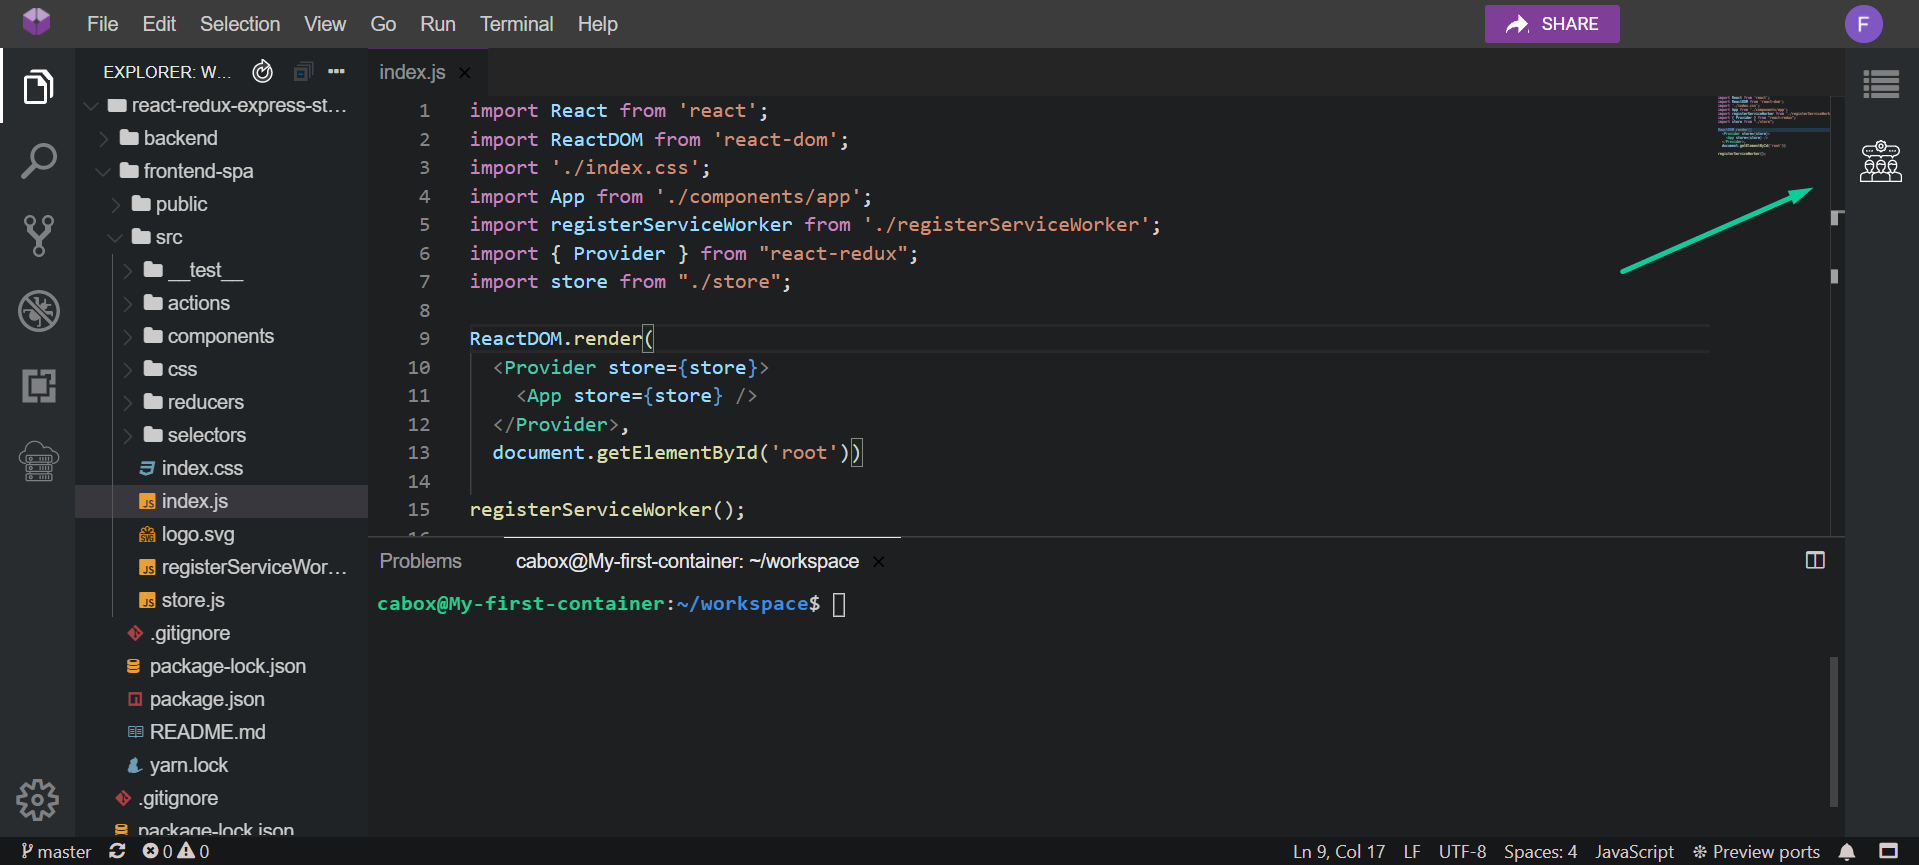 File Edit Selection View Go Run Terminal Help
SHARE
F
EXPLORER: W...
react-redux-express-st...
backend
frontend-spa
public
src
__test__
actions
components
css
reducers
selectors
index.css
JS index.js
SVG logo.svg
JS registerServiceWor...
JS store.js
.gitignore
package-lock.json
package.json
README.md
yarn.lock
.gitignore
package-lock.json
index.js
1 import React from 'react';
2 import ReactDOM from 'react-dom';
3 import './index.css';
4 import App from './components/app';
5 import registerServiceWorker from './registerServiceWorker';
6 import { Provider } from "react-redux";
7 import store from "./store";
8
9 ReactDOM.render(
10 <Provider store={store}>
11 <App store={store} />
12 </Provider>,
13 document.getElementById('root'))
14
15 registerServiceWorker();
16
Problems cabox@My-first-container: ~/workspace
cabox@My-first-container:~/workspace$
master 0 0 Ln 9, Col 17 LF UTF-8 Spaces: 4 JavaScript Preview ports